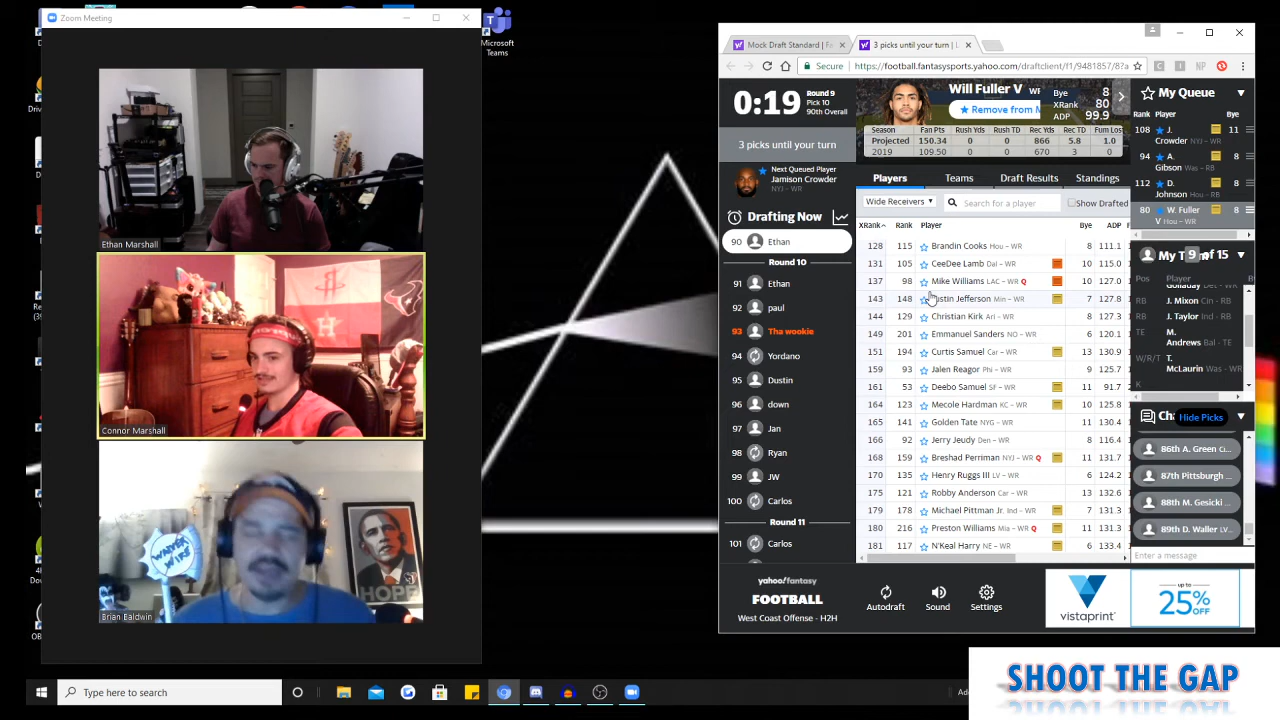 Zoom Meeting
Ethan Marshall
Connor Marshall
WAIVER
WIRE
HOPE
Brian Baldwin
Microsoft
Teams
Type here to search
Mock Draft Standard | Fa
3 picks until your turn | L
Secure
https://football.fantasysports.yahoo.com/draftclient/f1/9481857/8?a
0:19
Round 9
Pick 10
90th Overall
3 picks until your turn
Next Queued Player
Jamison Crowder
NYJ – WR
Drafting Now
90 Ethan
Round 10
91 Ethan
92 paul
93 Tha wookie
94 Yordano
95 Dustin
96 down
97 Jan
98 Ryan
99 JW
100 Carlos
Round 11
101 Carlos
Will Fuller V
Remove from M
Bye 8
XRank 80
ADP 99.9
Season Fan Pts Rush Yds Rush TD Rec Yds Rec TD Fum Lost
Projected 150.34 0 0 866 5.8 1.0
2019 109.50 0 0 670 3 0
Players Teams Draft Results Standings
Wide Receivers
Search for a player
Show Drafted
XRank Rank Player Bye ADP
128 115 Brandin Cooks Hou – WR 8 111.1
131 105 CeeDee Lamb Dal – WR 10 115.0
137 98 Mike Williams LAC – WR Q 10 127.0
143 148 Justin Jefferson Min – WR 7 127.8
144 129 Christian Kirk Ari – WR 8 127.3
149 201 Emmanuel Sanders NO – WR 6 120.1
151 194 Curtis Samuel Car – WR 13 130.9
159 93 Jalen Reagor Phi – WR 9 125.7
161 53 Deebo Samuel SF – WR 11 91.7
164 123 Mecole Hardman KC – WR 10 125.8
165 141 Golden Tate NYG – WR 11 130.4
166 92 Jerry Jeudy Den – WR 8 116.4
168 159 Breshad Perriman NYJ – WR Q 11 131.7
170 135 Henry Ruggs III LV – WR 6 124.2
175 121 Robby Anderson Car – WR 13 132.6
179 178 Michael Pittman Jr. Ind – WR 7 131.3
180 216 Preston Williams Mia – WR Q 11 131.3
181 117 N'Keal Harry NE – WR 6 133.4
My Queue
Rank Player Bye
108 J. Crowder NYJ – WR 11
94 A. Gibson Was – RB 8
112 D. Johnson Hou – RB 8
80 W. Fuller V Hou – WR 8
9 of 15
Pos Player
Golladay Det - WR
RB J. Mixon Cin - RB
RB J. Taylor Ind - RB
TE M. Andrews Bal - TE
W/R/T T. McLaurin Was - WR
K
Hide Picks
86th A. Green Ci...
87th Pittsburgh ...
88th M. Gesicki ...
89th D. Waller LV...
Enter a message
yahoo!fantasy
FOOTBALL
West Coast Offense - H2H
Autodraft
Sound
Settings
vistaprint
up to
25%
OFF
SHOOT THE GAP